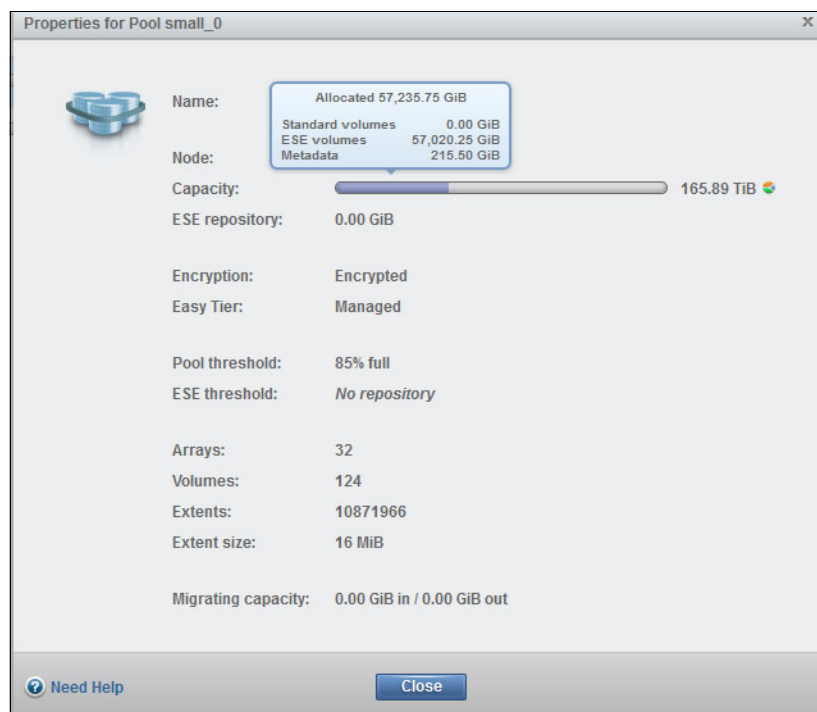 Properties for Pool small_0
x
Name:
Allocated 57,235.75 GiB
Standard volumes 0.00 GiB
ESE volumes 57,020.25 GiB
Metadata 215.50 GiB
Node:
Capacity: 165.89 TiB
ESE repository: 0.00 GiB
Encryption: Encrypted
Easy Tier: Managed
Pool threshold: 85% full
ESE threshold: No repository
Arrays: 32
Volumes: 124
Extents: 10871966
Extent size: 16 MiB
Migrating capacity: 0.00 GiB in / 0.00 GiB out
? Need Help
Close